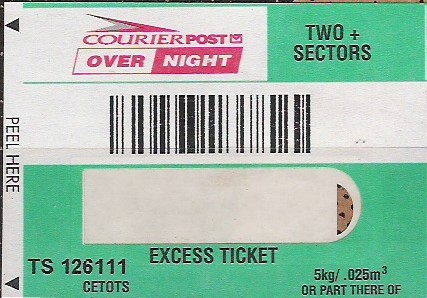 COURIERPOST
OVER NIGHT
TWO +
SECTORS
PEEL HERE
EXCESS TICKET
TS 126111
CETOTS
5kg/ .025m³
OR PART THERE OF